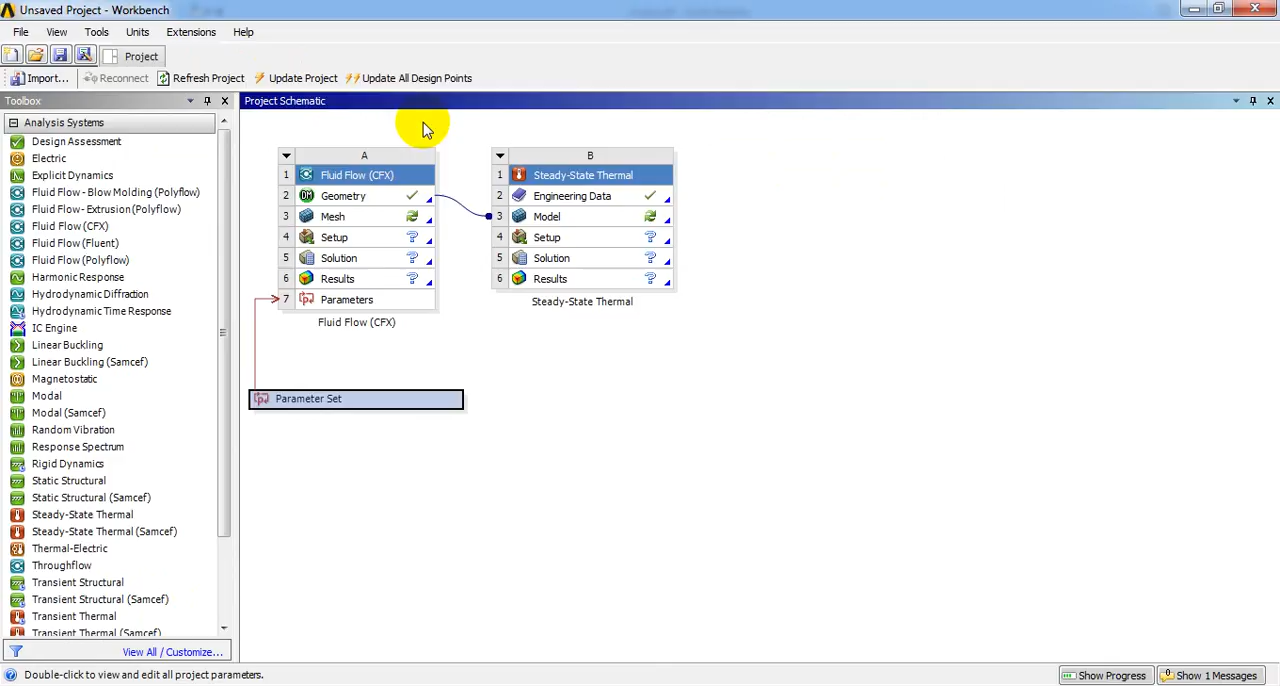 Unsaved Project - Workbench
File View Tools Units Extensions Help
Project
Import... Reconnect Refresh Project Update Project Update All Design Points
Toolbox
Project Schematic
Analysis Systems
Design Assessment
Electric
Explicit Dynamics
Fluid Flow - Blow Molding (Polyflow)
Fluid Flow- Extrusion (Polyflow)
Fluid Flow (CFX)
Fluid Flow (Fluent)
Fluid Flow (Polyflow)
Harmonic Response
Hydrodynamic Diffraction
Hydrodynamic Time Response
IC Engine
Linear Buckling
Linear Buckling (Samcef)
Magnetostatic
Modal
Modal (Samcef)
Random Vibration
Response Spectrum
Rigid Dynamics
Static Structural
Static Structural (Samcef)
Steady-State Thermal
Steady-State Thermal (Samcef)
Thermal-Electric
Throughflow
Transient Structural
Transient Structural (Samcef)
Transient Thermal
Transient Thermal (Samcef)
View All / Customize...
A
1 Fluid Flow (CFX)
2 DM Geometry
3 Mesh
4 Setup ?
5 Solution ?
6 Results ?
7 Parameters
Fluid Flow (CFX)
B
1 Steady-State Thermal
2 Engineering Data
3 Model
4 Setup ?
5 Solution ?
6 Results ?
Steady-State Thermal
Parameter Set
Double-click to view and edit all project parameters.
Show Progress
Show 1 Messages